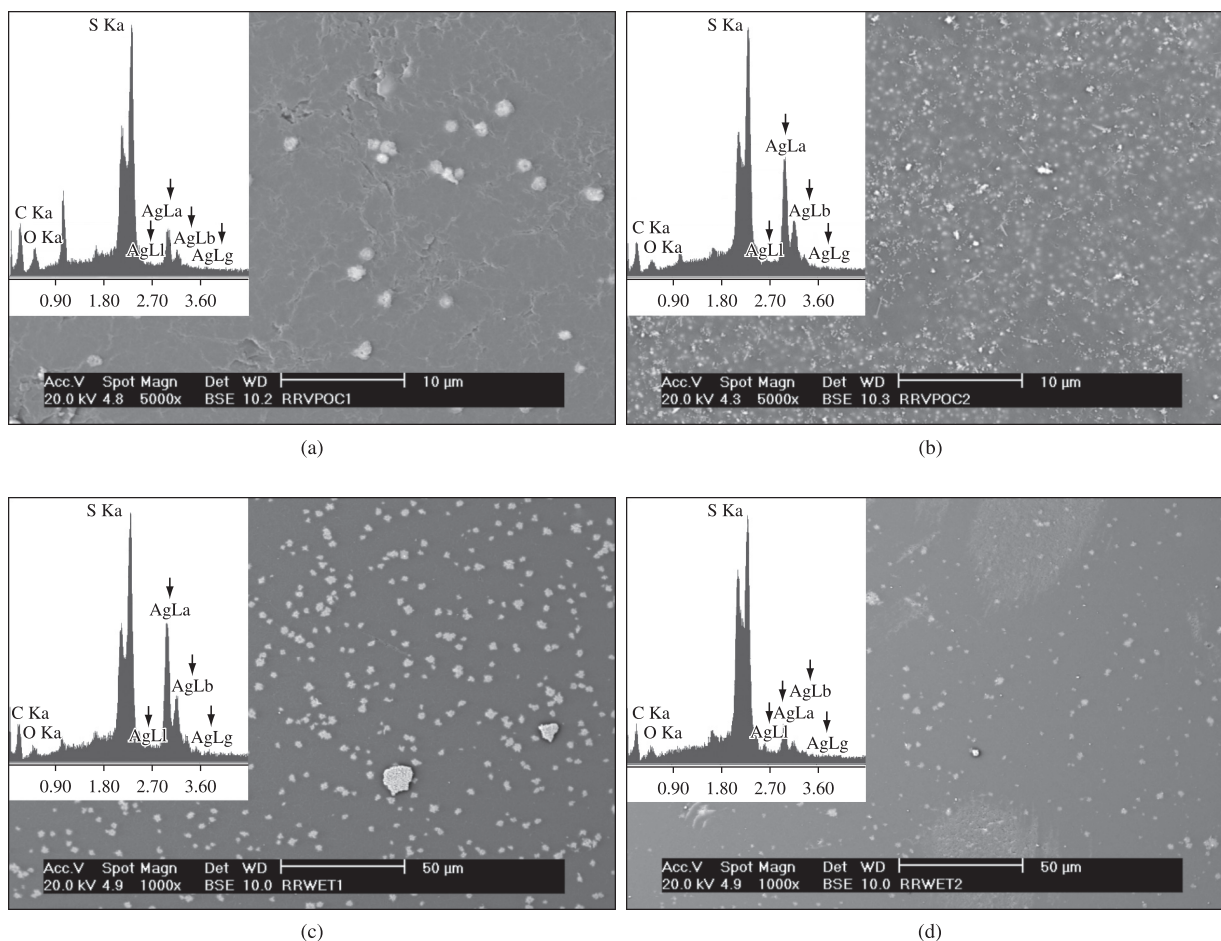 S Ka
C Ka
O Ka
AgLl
AgLa
AgLb
AgLg
0.90 1.80 2.70 3.60
Acc.V Spot Magn Det WD 10 µm
20.0 kV 4.8 5000x BSE 10.2 RRVPOC1
(a)
S Ka
C Ka
O Ka
AgLl
AgLa
AgLb
AgLg
0.90 1.80 2.70 3.60
Acc.V Spot Magn Det WD 10 µm
20.0 kV 4.3 5000x BSE 10.3 RRVPOC2
(b)
S Ka
C Ka
O Ka
AgLl
AgLa
AgLb
AgLg
0.90 1.80 2.70 3.60
Acc.V Spot Magn Det WD 50 µm
20.0 kV 4.9 1000x BSE 10.0 RRWET1
(c)
S Ka
C Ka
O Ka
AgLl
AgLa
AgLb
AgLg
0.90 1.80 2.70 3.60
Acc.V Spot Magn Det WD 50 µm
20.0 kV 4.9 1000x BSE 10.0 RRWET2
(d)